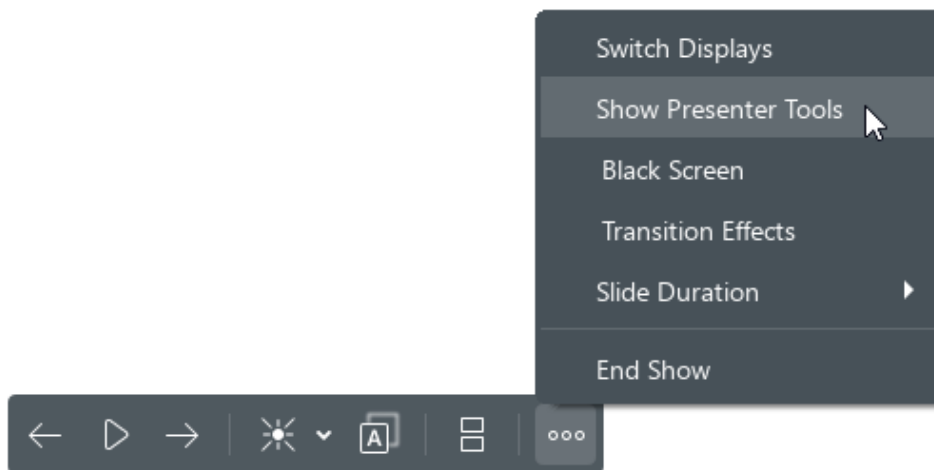 Switch Displays
Show Presenter Tools
Black Screen
Transition Effects
Slide Duration
End Show
A